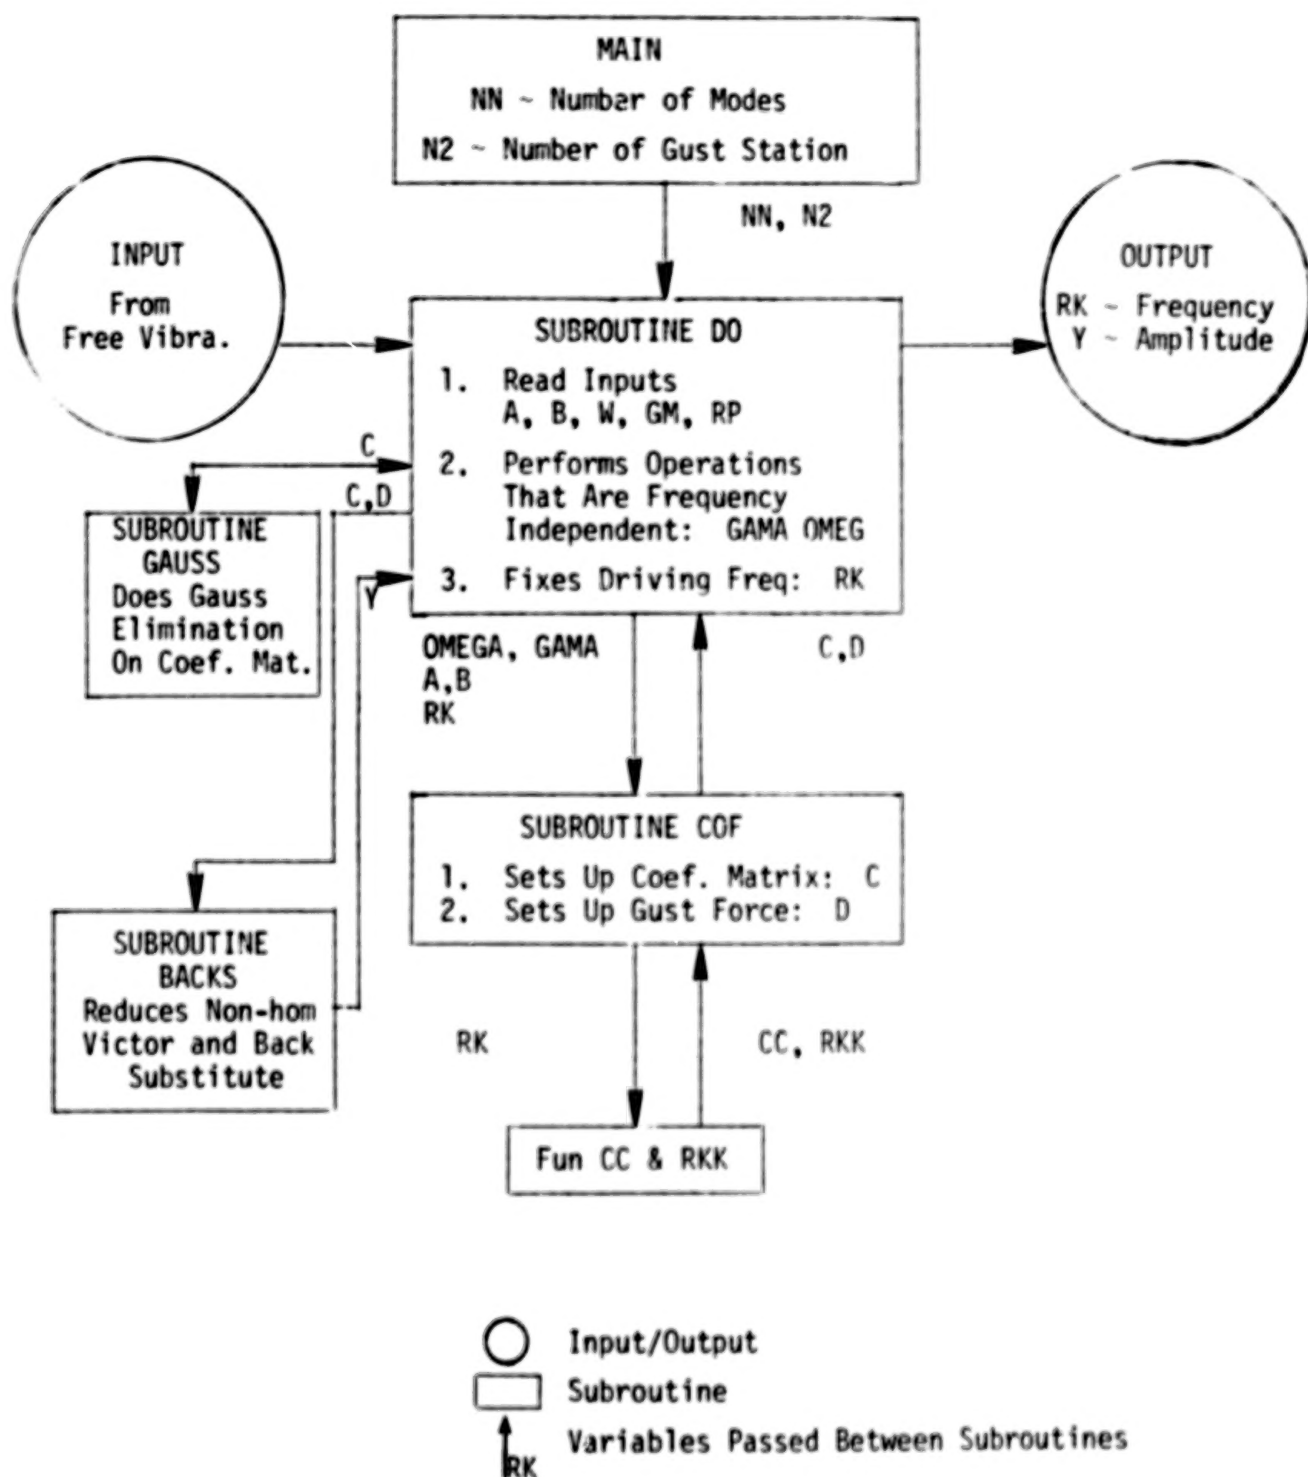 MAIN
NN ~ Number of Modes
N2 ~ Number of Gust Station
NN, N2
INPUT
From
Free Vibra.
OUTPUT
RK ~ Frequency
Y ~ Amplitude
SUBROUTINE DO
1. Read Inputs
A, B, W, GM, RP
2. Performs Operations
That Are Frequency
Independent: GAMA OMEG
3. Fixes Driving Freq: RK
C
C,D
Y
SUBROUTINE
GAUSS
Does Gauss
Elimination
On Coef. Mat.
OMEGA, GAMA
A,B
RK
C,D
SUBROUTINE COF
1. Sets Up Coef. Matrix: C
2. Sets Up Gust Force: D
SUBROUTINE
BACKS
Reduces Non-hom
Victor and Back
Substitute
RK
CC, RKK
Fun CC & RKK
Input/Output
Subroutine
Variables Passed Between Subroutines
RK